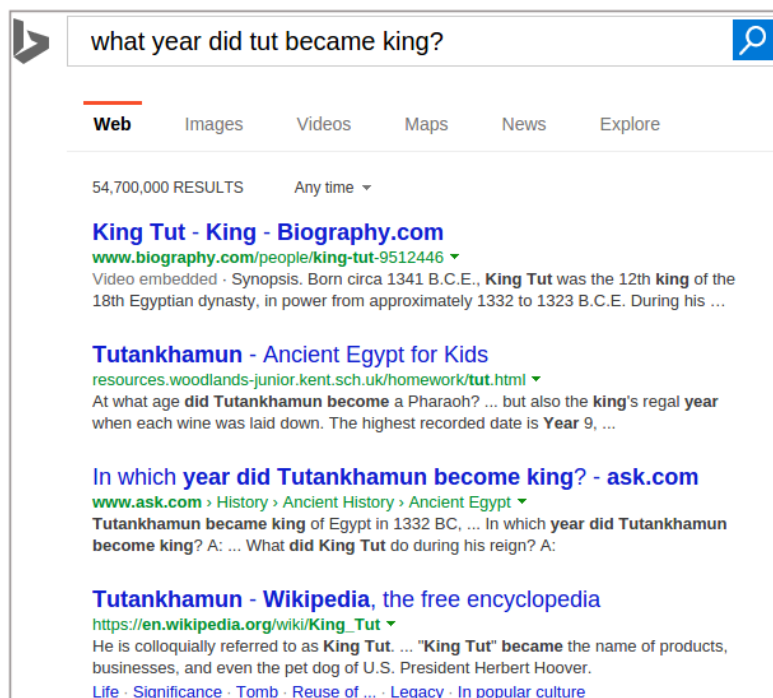 what year did tut became king?
Web Images Videos Maps News Explore
54,700,000 RESULTS Any time
King Tut - King - Biography.com
www.biography.com/people/king-tut-9512446
Video embedded · Synopsis. Born circa 1341 B.C.E., King Tut was the 12th king of the
18th Egyptian dynasty, in power from approximately 1332 to 1323 B.C.E. During his ...
Tutankhamun - Ancient Egypt for Kids
resources.woodlands-junior.kent.sch.uk/homework/tut.html
At what age did Tutankhamun become a Pharaoh? ... but also the king's regal year
when each wine was laid down. The highest recorded date is Year 9, ...
In which year did Tutankhamun become king? - ask.com
www.ask.com › History › Ancient History › Ancient Egypt
Tutankhamun became king of Egypt in 1332 BC, ... In which year did Tutankhamun
become king? A: ... What did King Tut do during his reign? A:
Tutankhamun - Wikipedia, the free encyclopedia
https://en.wikipedia.org/wiki/King_Tut
He is colloquially referred to as King Tut. ... "King Tut" became the name of products,
businesses, and even the pet dog of U.S. President Herbert Hoover.
Life · Significance · Tomb · Reuse of ... · Legacy · In popular culture